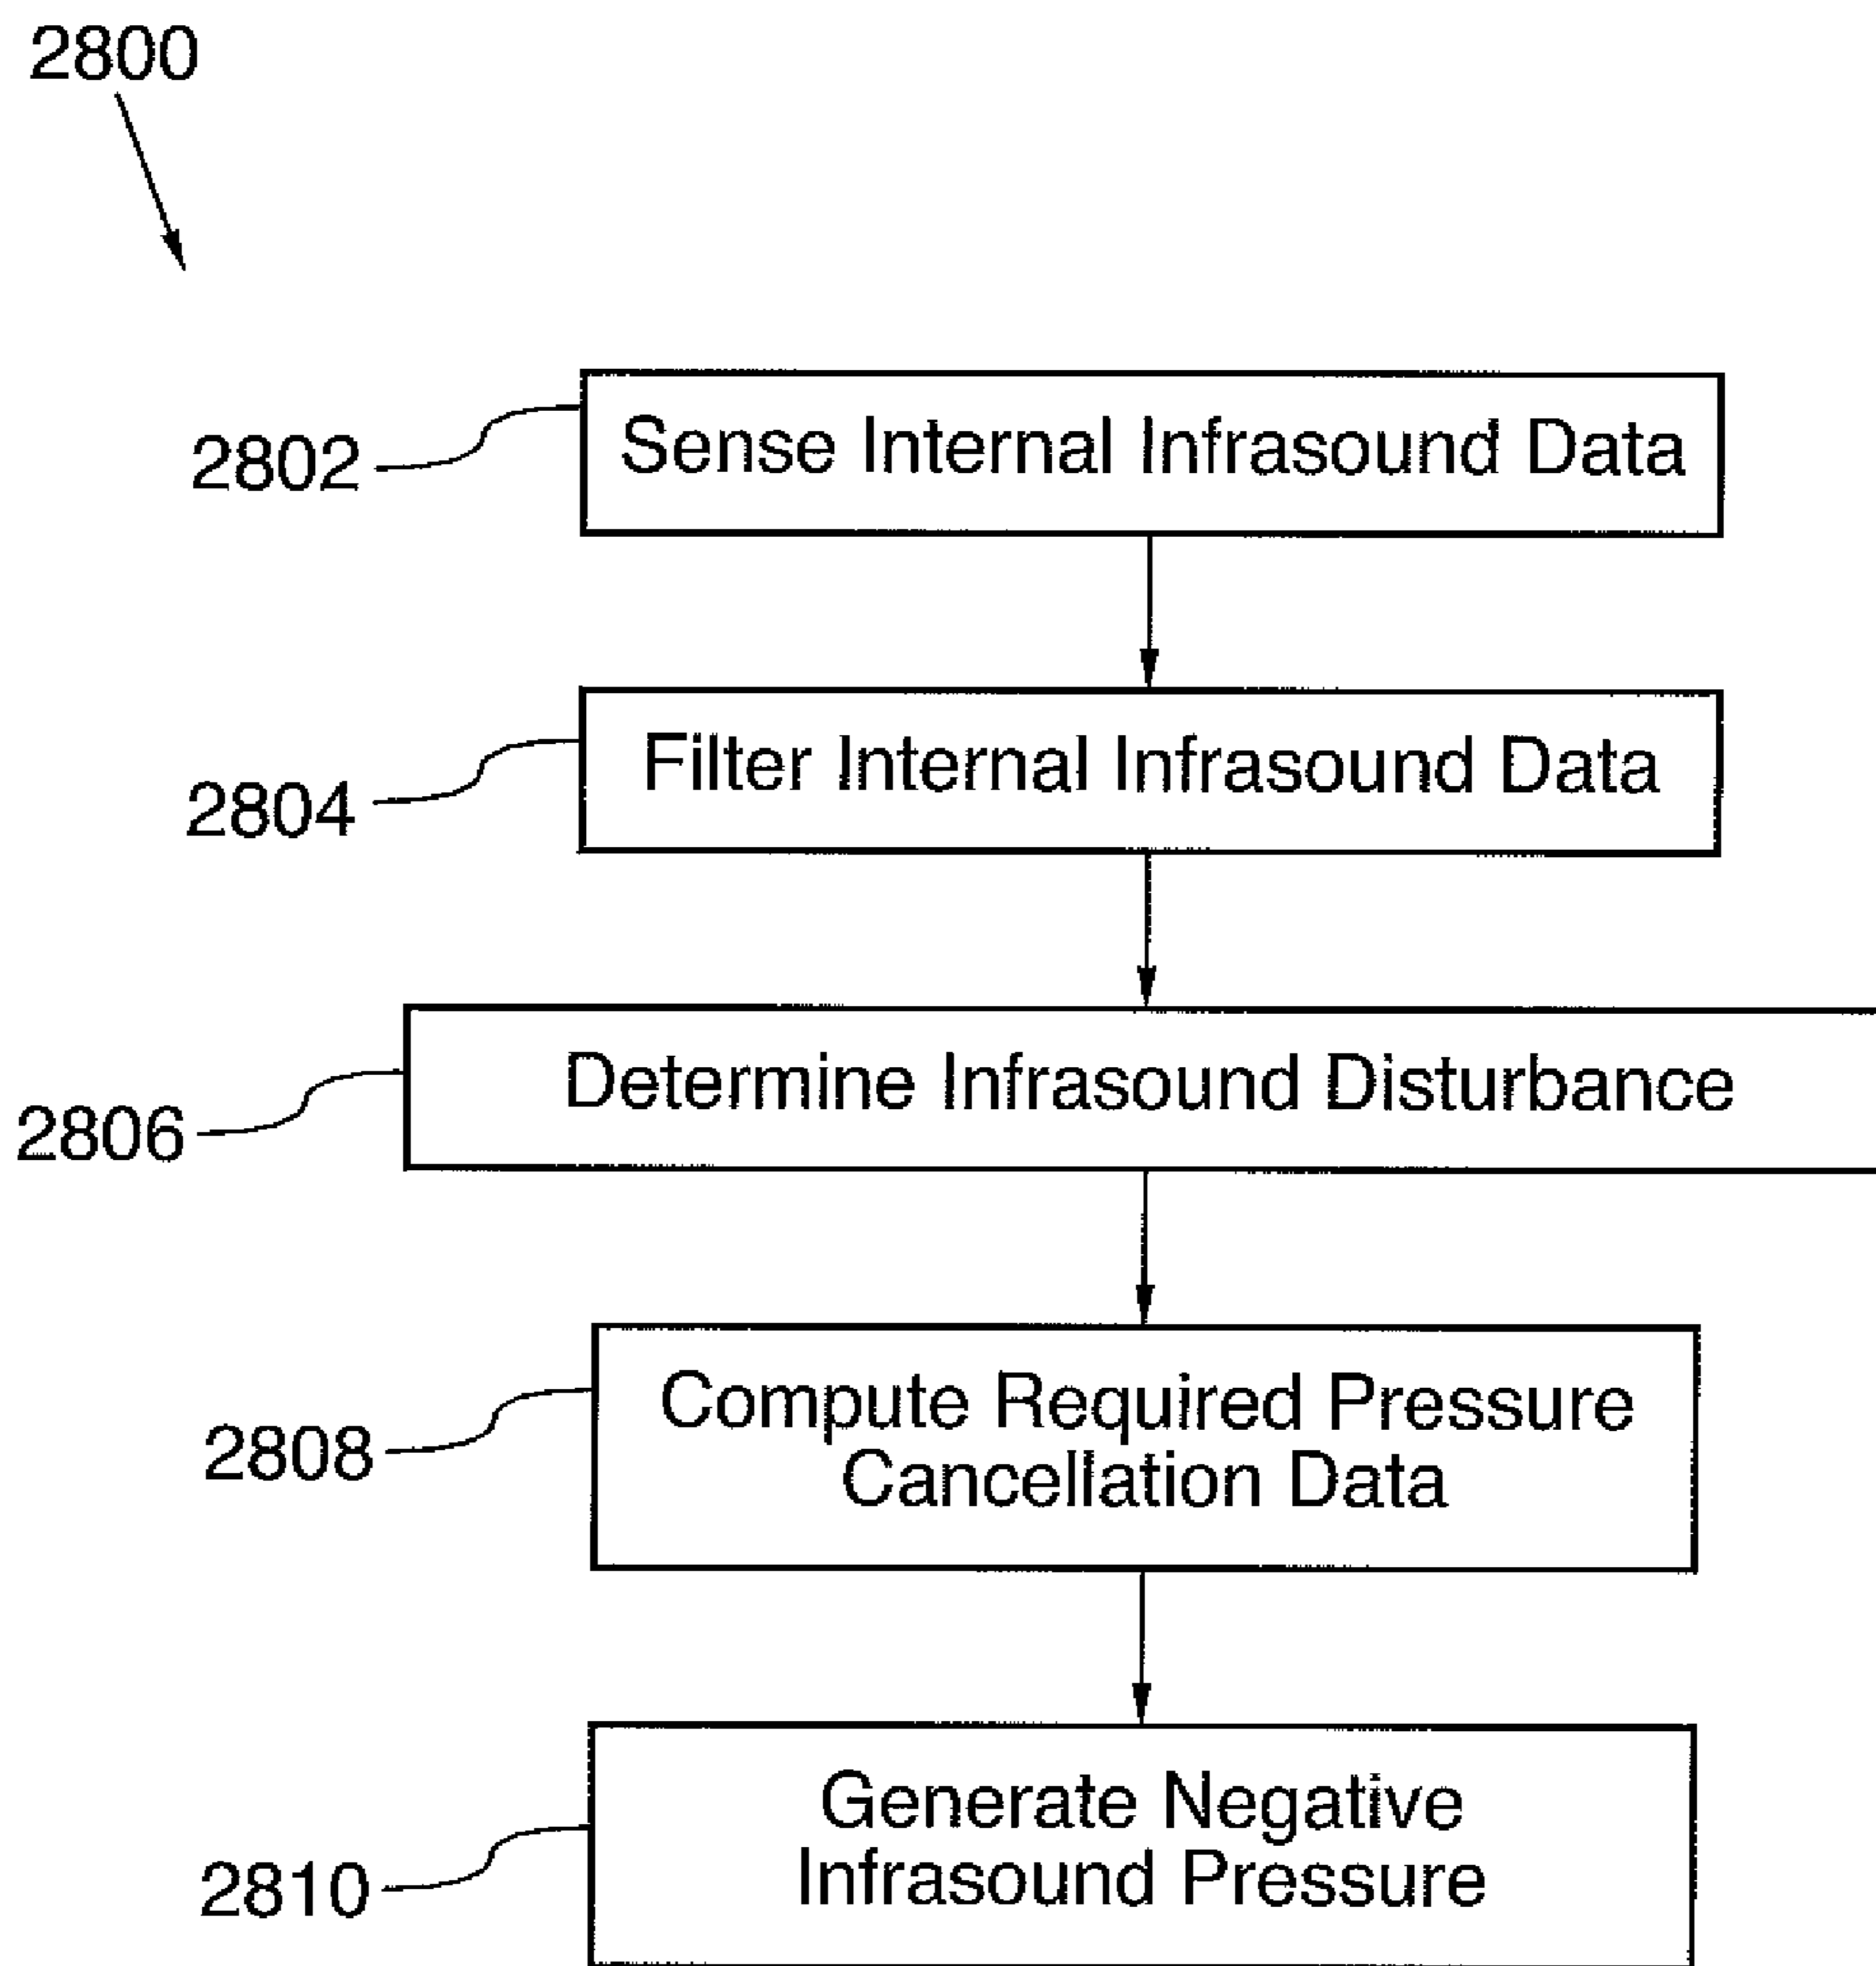 2800
2802
Sense Internal Infrasound Data
2804
Filter Internal Infrasound Data
2806
Determine Infrasound Disturbance
2808
Compute Required Pressure
Cancellation Data
2810
Generate Negative
Infrasound Pressure